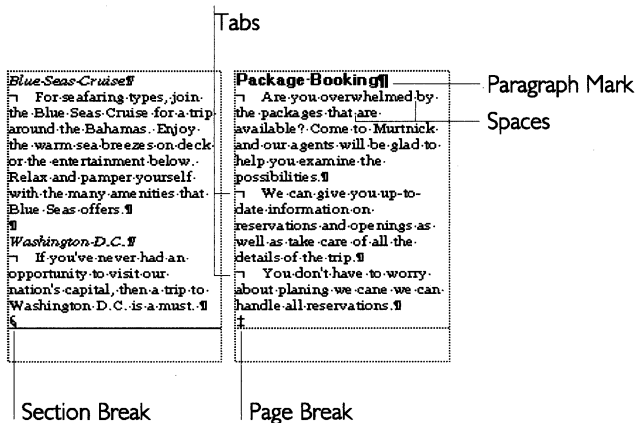 Tabs
Blue·Seas·Cruise¶
¬ For·seafaring·types,·join·
the·Blue·Seas·Cruise·for·a·trip·
around·the·Bahamas.·Enjoy·
the·warm·sea·breezes·on·deck·
or·the·entertainment·below.·
Relax·and·pamper·yourself·
with·the·many·amenities·that·
Blue·Seas·offers.¶
¶
Washington·D.C.¶
¬ If·you've·never·had·an·
opportunity·to·visit·our·
nation's·capital,·then·a·trip·to·
Washington·D.C.·is·a·must.·¶
§
Package·Booking¶
¬ Are·you·overwhelmed·by·
the·packages·that·are·
available?·Come·to·Murtnick·
and·our·agents·will·be·glad·to·
help·you·examine·the·
possibilities.¶
¬ We·can·give·you·up-to-
date·information·on·
reservations·and·openings·as·
well·as·take·care·of·all·the·
details·of·the·trip.¶
¬ You·don't·have·to·worry·
about·planing·we·cane·we·can·
handle·all·reservations.¶
‡
Paragraph Mark
Spaces
Section Break
Page Break